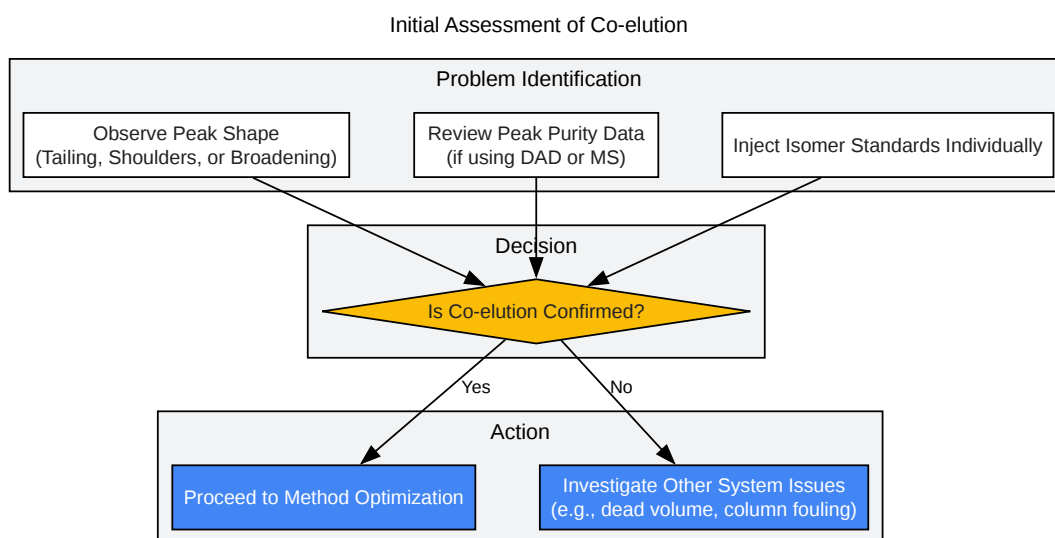 Initial Assessment of Co-elution
Problem Identification
Observe Peak Shape
(Tailing, Shoulders, or Broadening)
Review Peak Purity Data
(if using DAD or MS)
Inject Isomer Standards Individually
Decision
Is Co-elution Confirmed?
Yes
No
Action
Proceed to Method Optimization
Investigate Other System Issues
(e.g., dead volume, column fouling)